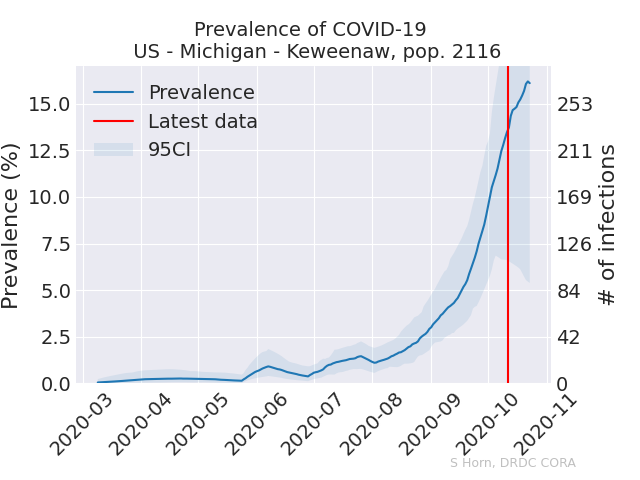 Prevalence of COVID-19
US - Michigan - Keweenaw, pop. 2116
Prevalence
Latest data
95CI
Prevalence (%)
15.0
12.5
10.0
7.5
5.0
2.5
0.0
253
211
169
126
84
42
0
# of infections
2020-03
2020-04
2020-05
2020-06
2020-07
2020-08
2020-09
2020-10
2020-11
S Horn, DRDC CORA